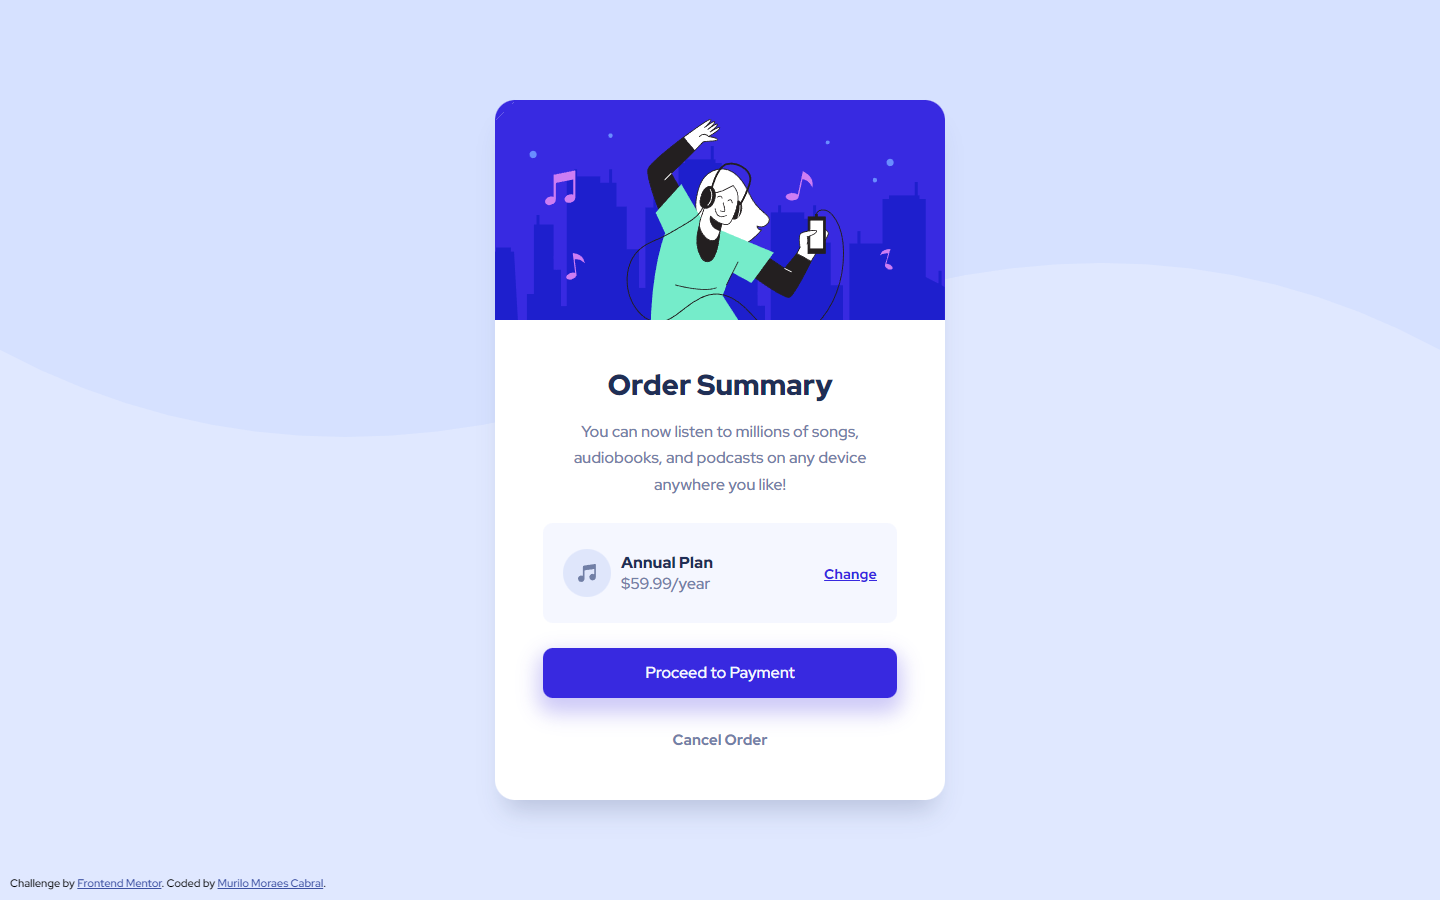 Order Summary
You can now listen to millions of songs,
audiobooks, and podcasts on any device
anywhere you like!
Annual Plan
$59.99/year
Change
Proceed to Payment
Cancel Order
Challenge by Frontend Mentor. Coded by Murilo Moraes Cabral.